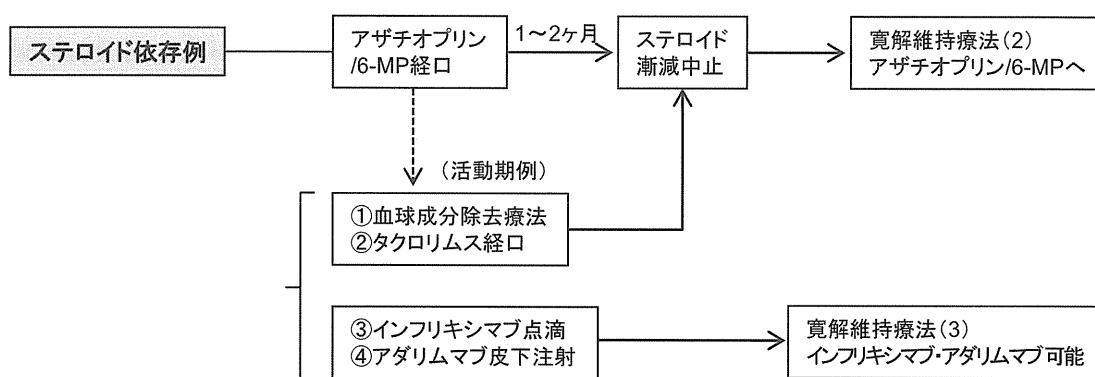 ステロイド依存例
アザチオプリン
/6-MP経口
1～2ヶ月
ステロイド
漸減中止
寛解維持療法(2)
アザチオプリン/6-MPへ
(活動期例)
①血球成分除去療法
②タクロリムス経口
③インフリキシマブ点滴
④アダリムマブ皮下注射
寛解維持療法(3)
インフリキシマブ・アダリムマブ可能